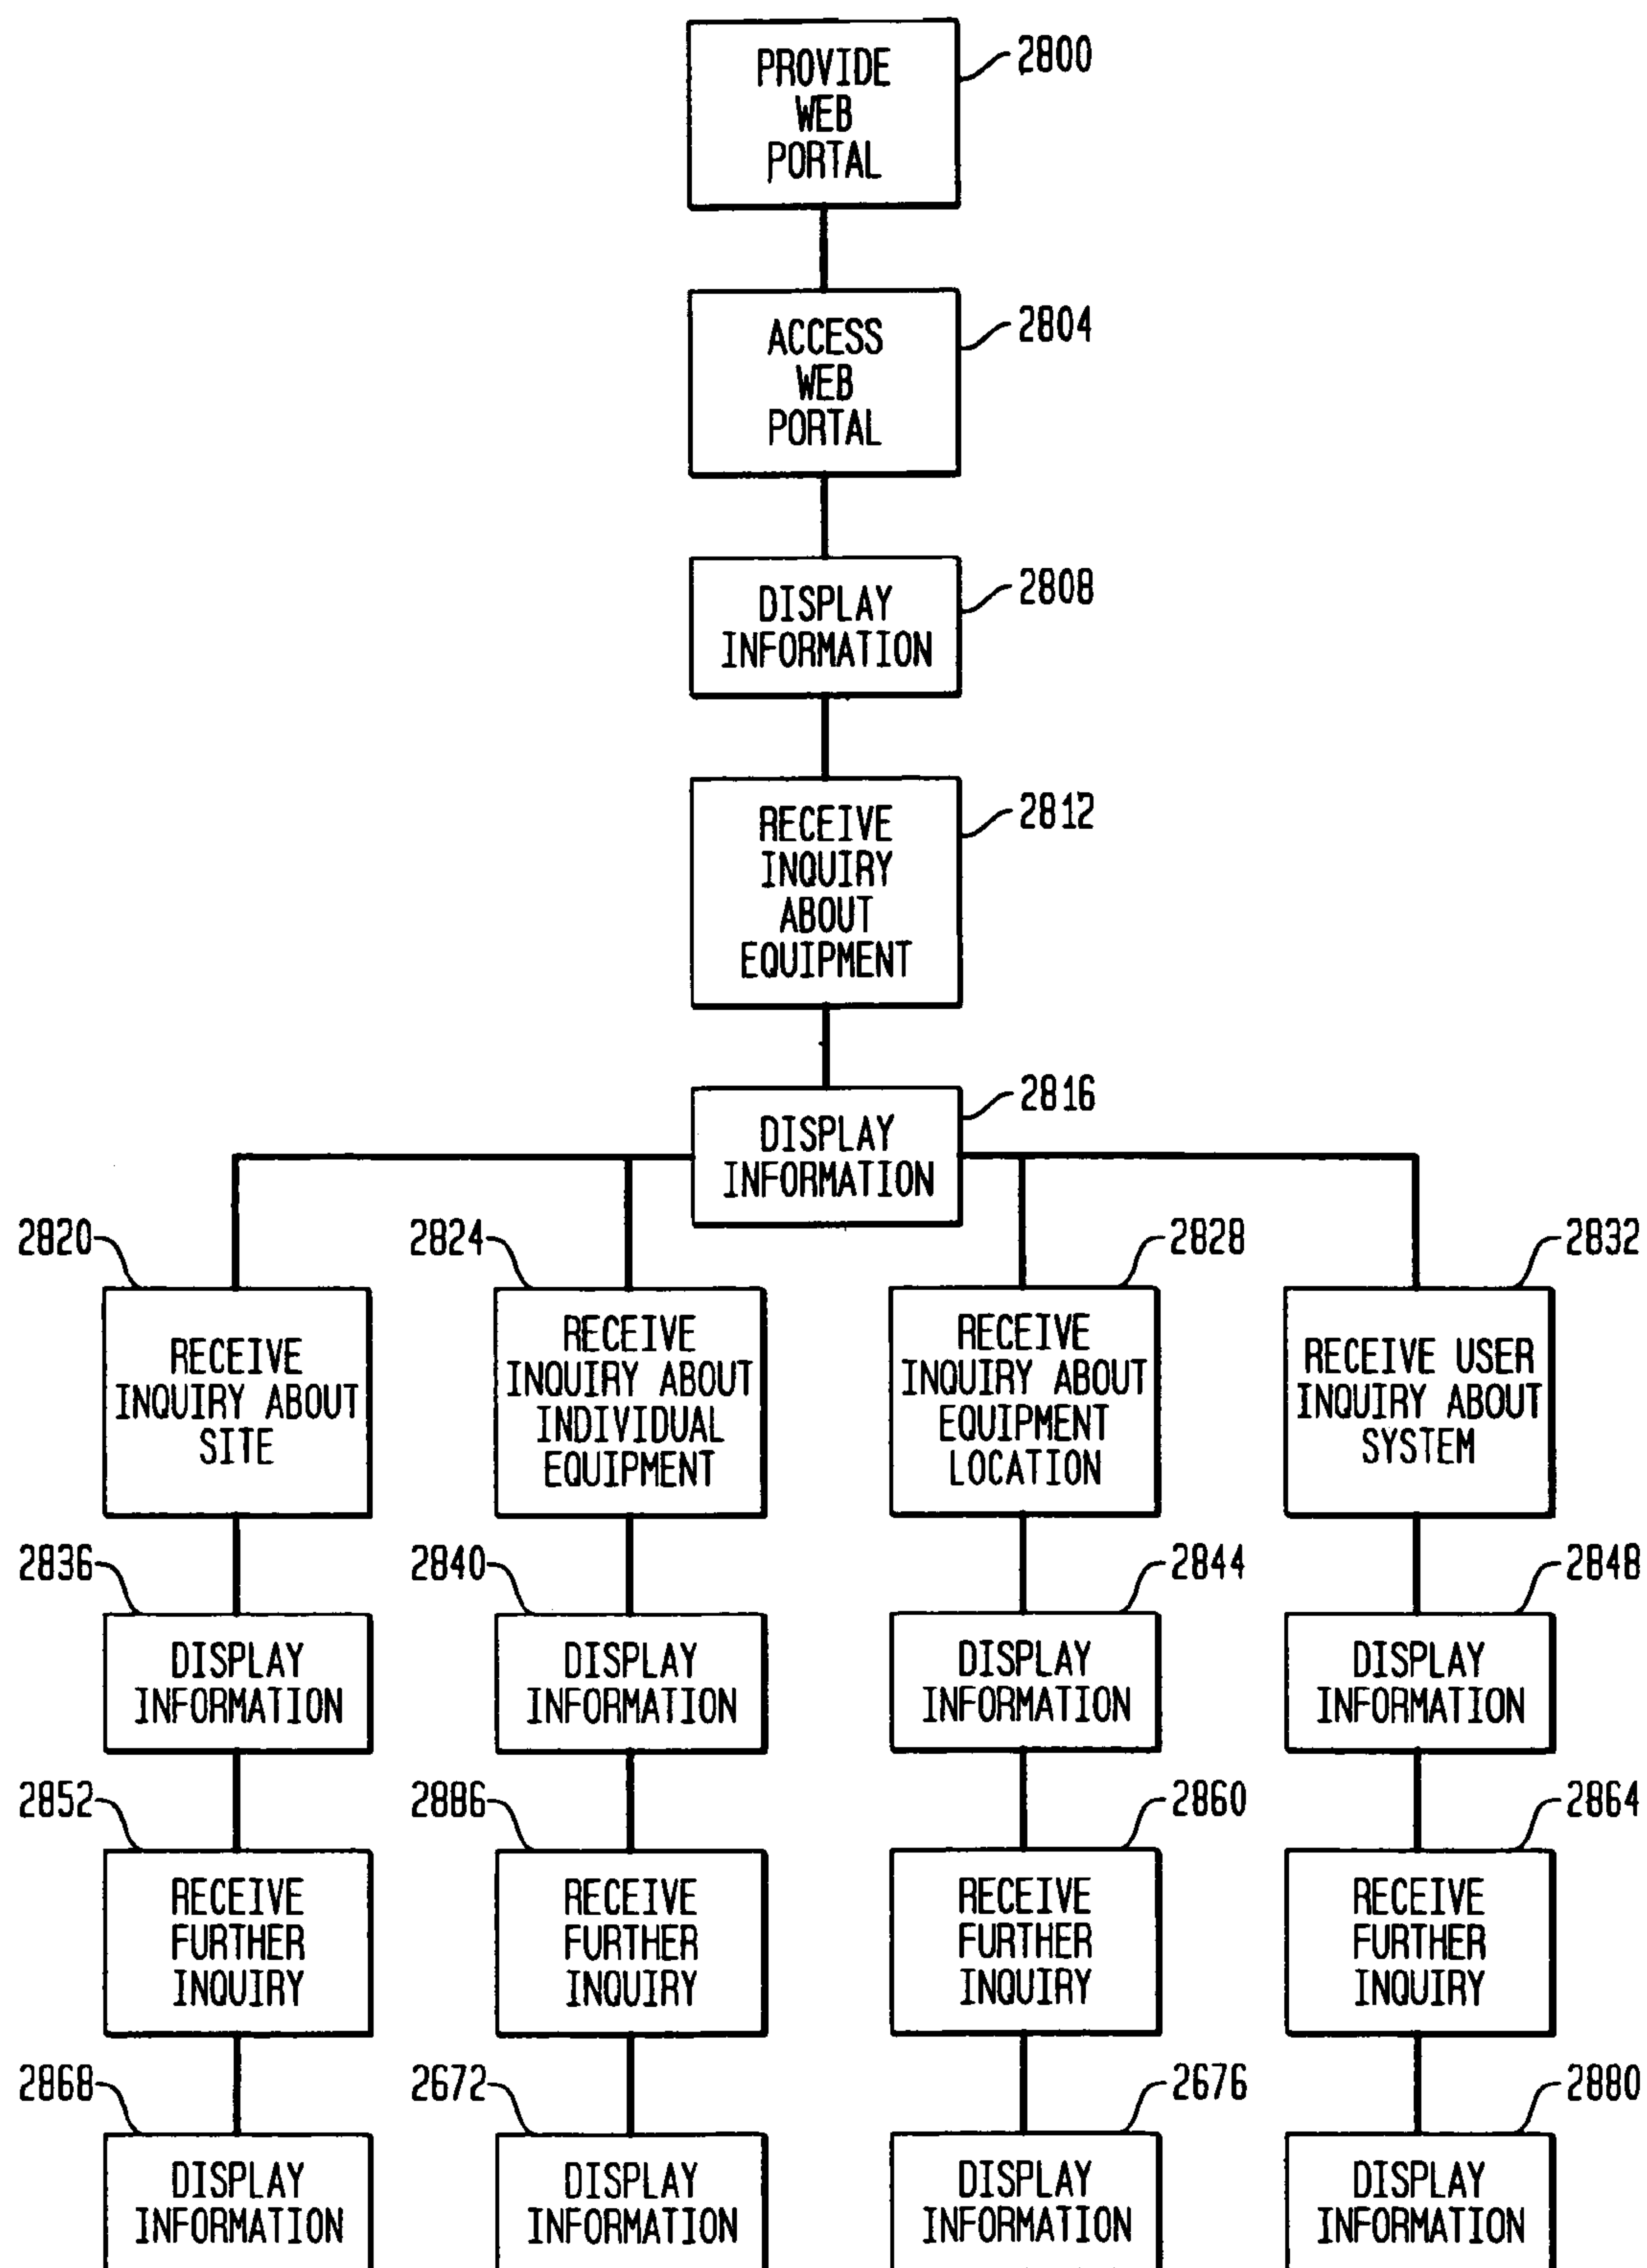 PROVIDE
WEB
PORTAL
2800
ACCESS
WEB
PORTAL
2804
DISPLAY
INFORMATION
2808
RECEIVE
INQUIRY
ABOUT
EQUIPMENT
2812
DISPLAY
INFORMATION
2816
2820
RECEIVE
INQUIRY ABOUT
SITE
2824
RECEIVE
INQUIRY ABOUT
INDIVIDUAL
EQUIPMENT
2828
RECEIVE
INQUIRY ABOUT
EQUIPMENT
LOCATION
2832
RECEIVE USER
INQUIRY ABOUT
SYSTEM
2836
DISPLAY
INFORMATION
2840
DISPLAY
INFORMATION
2844
DISPLAY
INFORMATION
2848
DISPLAY
INFORMATION
2852
RECEIVE
FURTHER
INQUIRY
2886
RECEIVE
FURTHER
INQUIRY
2860
RECEIVE
FURTHER
INQUIRY
2864
RECEIVE
FURTHER
INQUIRY
2868
DISPLAY
INFORMATION
2672
DISPLAY
INFORMATION
2676
DISPLAY
INFORMATION
2880
DISPLAY
INFORMATION